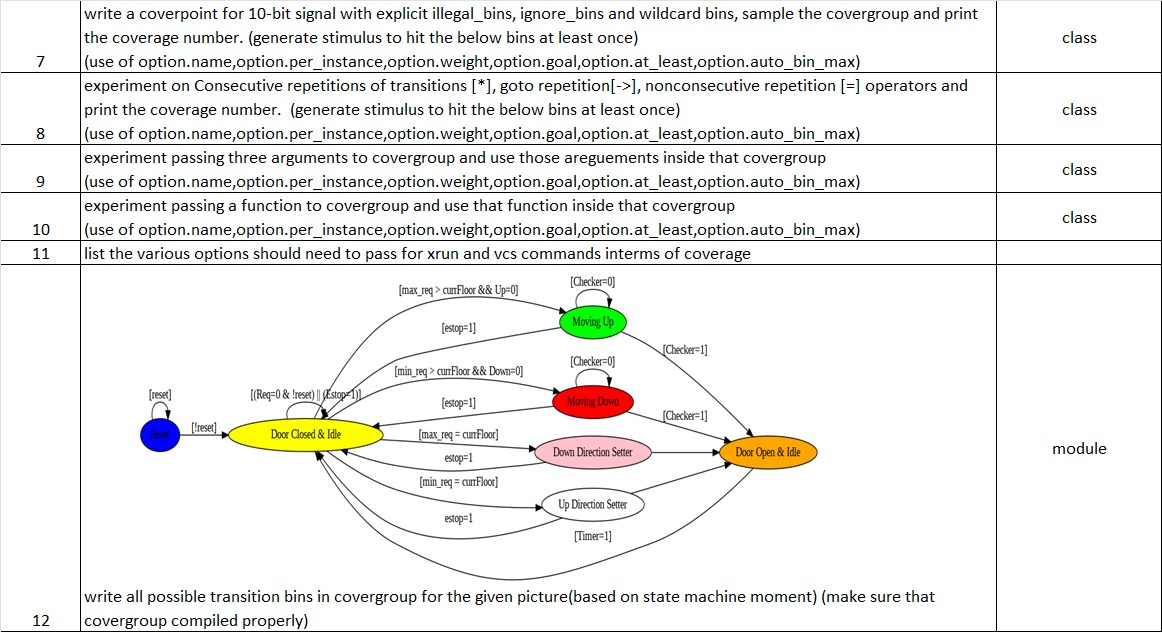 write a coverpoint for 10-bit signal with explicit illegal_bins, ignore_bins and wildcard bins, sample the covergroup and print
the coverage number. (generate stimulus to hit the below bins at least once)
7 (use of option.name,option.per_instance,option.weight,option.goal,option.at_least,option.auto_bin_max) class
experiment on Consecutive repetitions of transitions [*], goto repetition[->], nonconsecutive repetition [=] operators and
print the coverage number.  (generate stimulus to hit the below bins at least once)
8 (use of option.name,option.per_instance,option.weight,option.goal,option.at_least,option.auto_bin_max) class
experiment passing three arguments to covergroup and use those areguements inside that covergroup
9 (use of option.name,option.per_instance,option.weight,option.goal,option.at_least,option.auto_bin_max) class
experiment passing a function to covergroup and use that function inside that covergroup
10 (use of option.name,option.per_instance,option.weight,option.goal,option.at_least,option.auto_bin_max) class
11 list the various options should need to pass for xrun and vcs commands interms of coverage
[Checker=0]
[max_req > currFloor && Up=0]
Moving Up
[estop=1]
[Checker=1]
[Checker=0]
[min_req > currFloor && Down=0]
[reset]
[(Req=0 & !reset) || (Estop=1)]
Moving Down
[estop=1]
[Checker=1]
[!reset]
Reset
Door Closed & Idle
[max_req = currFloor]
Down Direction Setter
Door Open & Idle
module
estop=1
[min_req = currFloor]
Up Direction Setter
estop=1
[Timer=1]
write all possible transition bins in covergroup for the given picture(based on state machine moment) (make sure that
12 covergroup compiled properly)